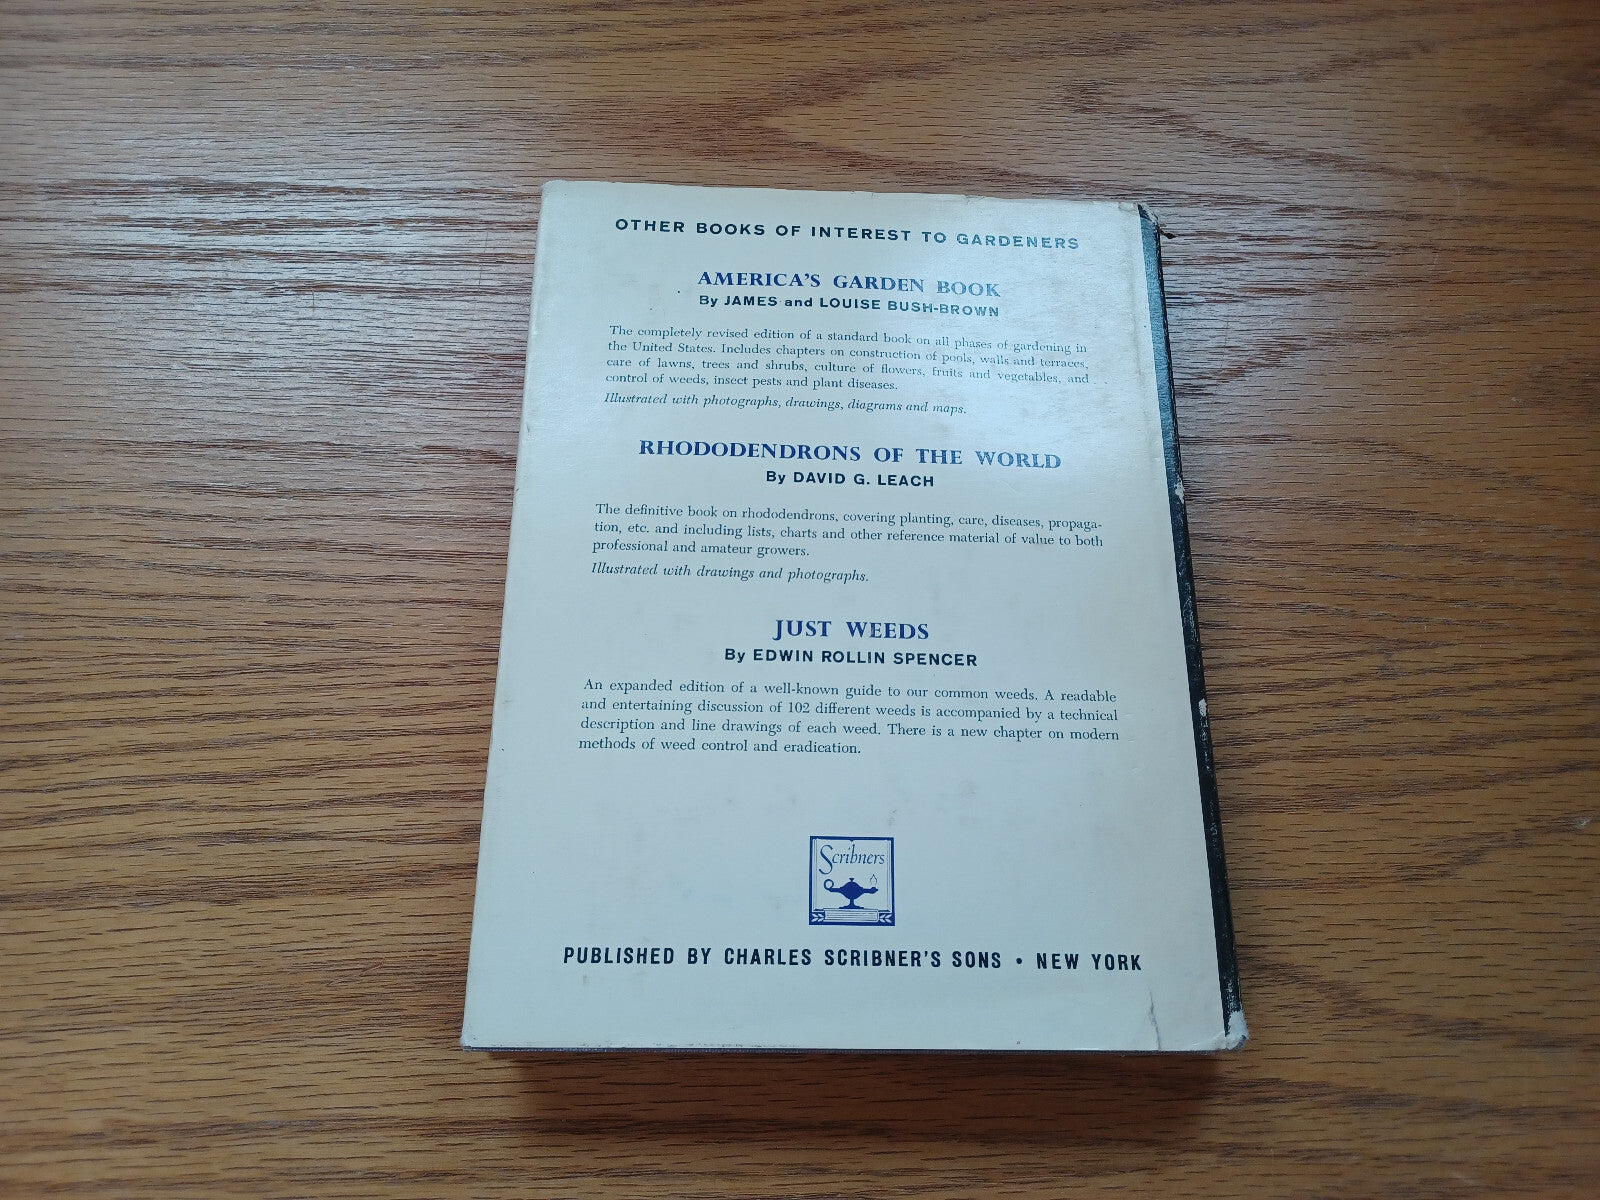 OTHER BOOKS OF INTEREST TO GARDENERS
AMERICA'S GARDEN BOOK
By JAMES and LOUISE BUSH-BROWN
The completely revised edition of a standard book on all phases of gardening in
the United States. Includes chapters on construction of pools, walls and terraces,
care of lawns, trees and shrubs, culture of flowers, fruits and vegetables, and
control of weeds, insect pests and plant diseases.
Illustrated with photographs, drawings, diagrams and maps.
RHODODENDRONS OF THE WORLD
By DAVID G. LEACH
The definitive book on rhododendrons, covering planting, care, diseases, propaga-
tion, etc. and including lists, charts and other reference material of value to both
professional and amateur growers.
Illustrated with drawings and photographs.
JUST WEEDS
By EDWIN ROLLIN SPENCER
An expanded edition of a well-known guide to our common weeds. A readable
and entertaining discussion of 102 different weeds is accompanied by a technical
description and line drawings of each weed. There is a new chapter on modern
methods of weed control and eradication.
Scribners
PUBLISHED BY CHARLES SCRIBNER'S SONS • NEW YORK